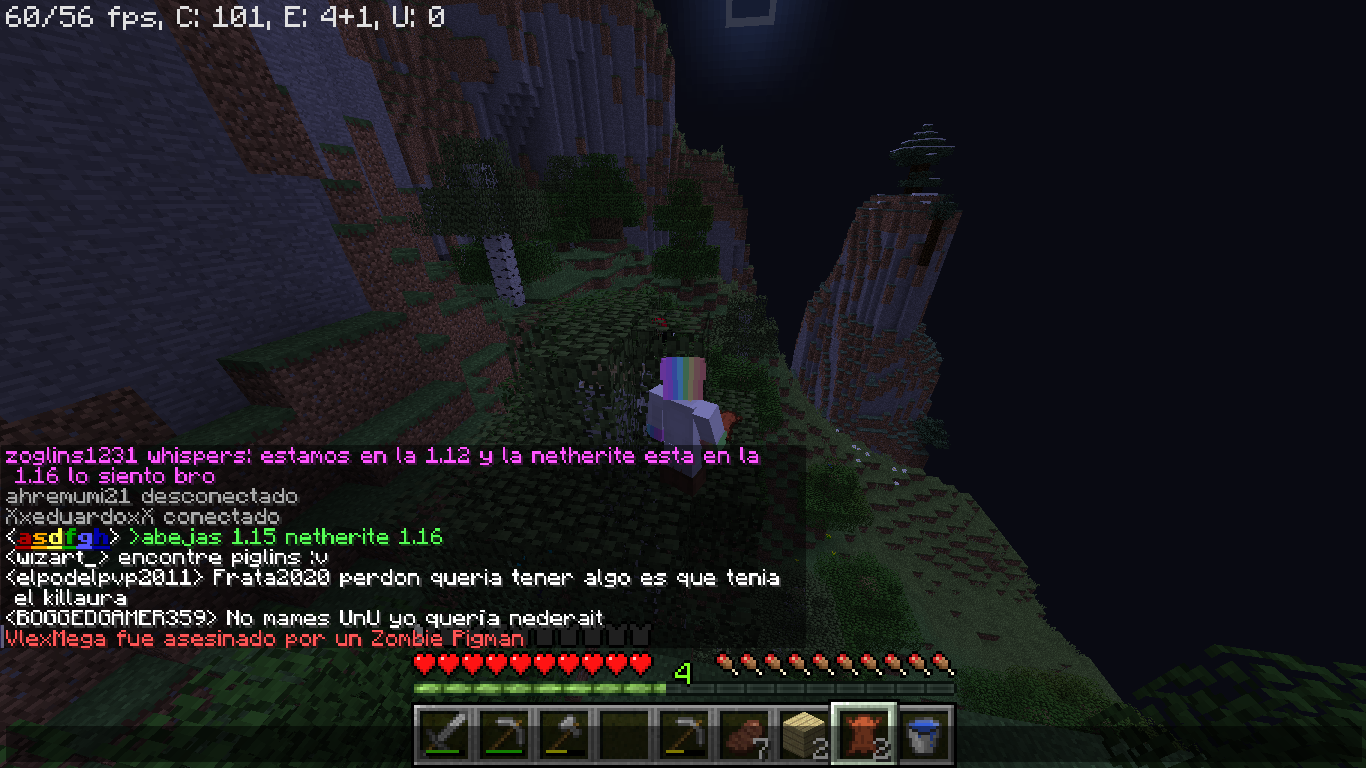 60/56 fps, C: 101, E: 4+1, U: 0
zoglins1231 whispers: estamos en la 1.12 y la netherite esta en la
1.16 lo siento bro
ahremumi21 desconectado
XxeduardoxX conectado
<asdfgh> >abejas 1.15 netherite 1.16
<wizart_> encontre piglins :v
<elpodelpvp2011> Frata2020 perdon queria tener algo es que tenia
el killaura
<BOGGEDGAMER359> No mames UnU yo quería nederait
VlexMega fue asesinado por un Zombie Pigman
4
7
2
2